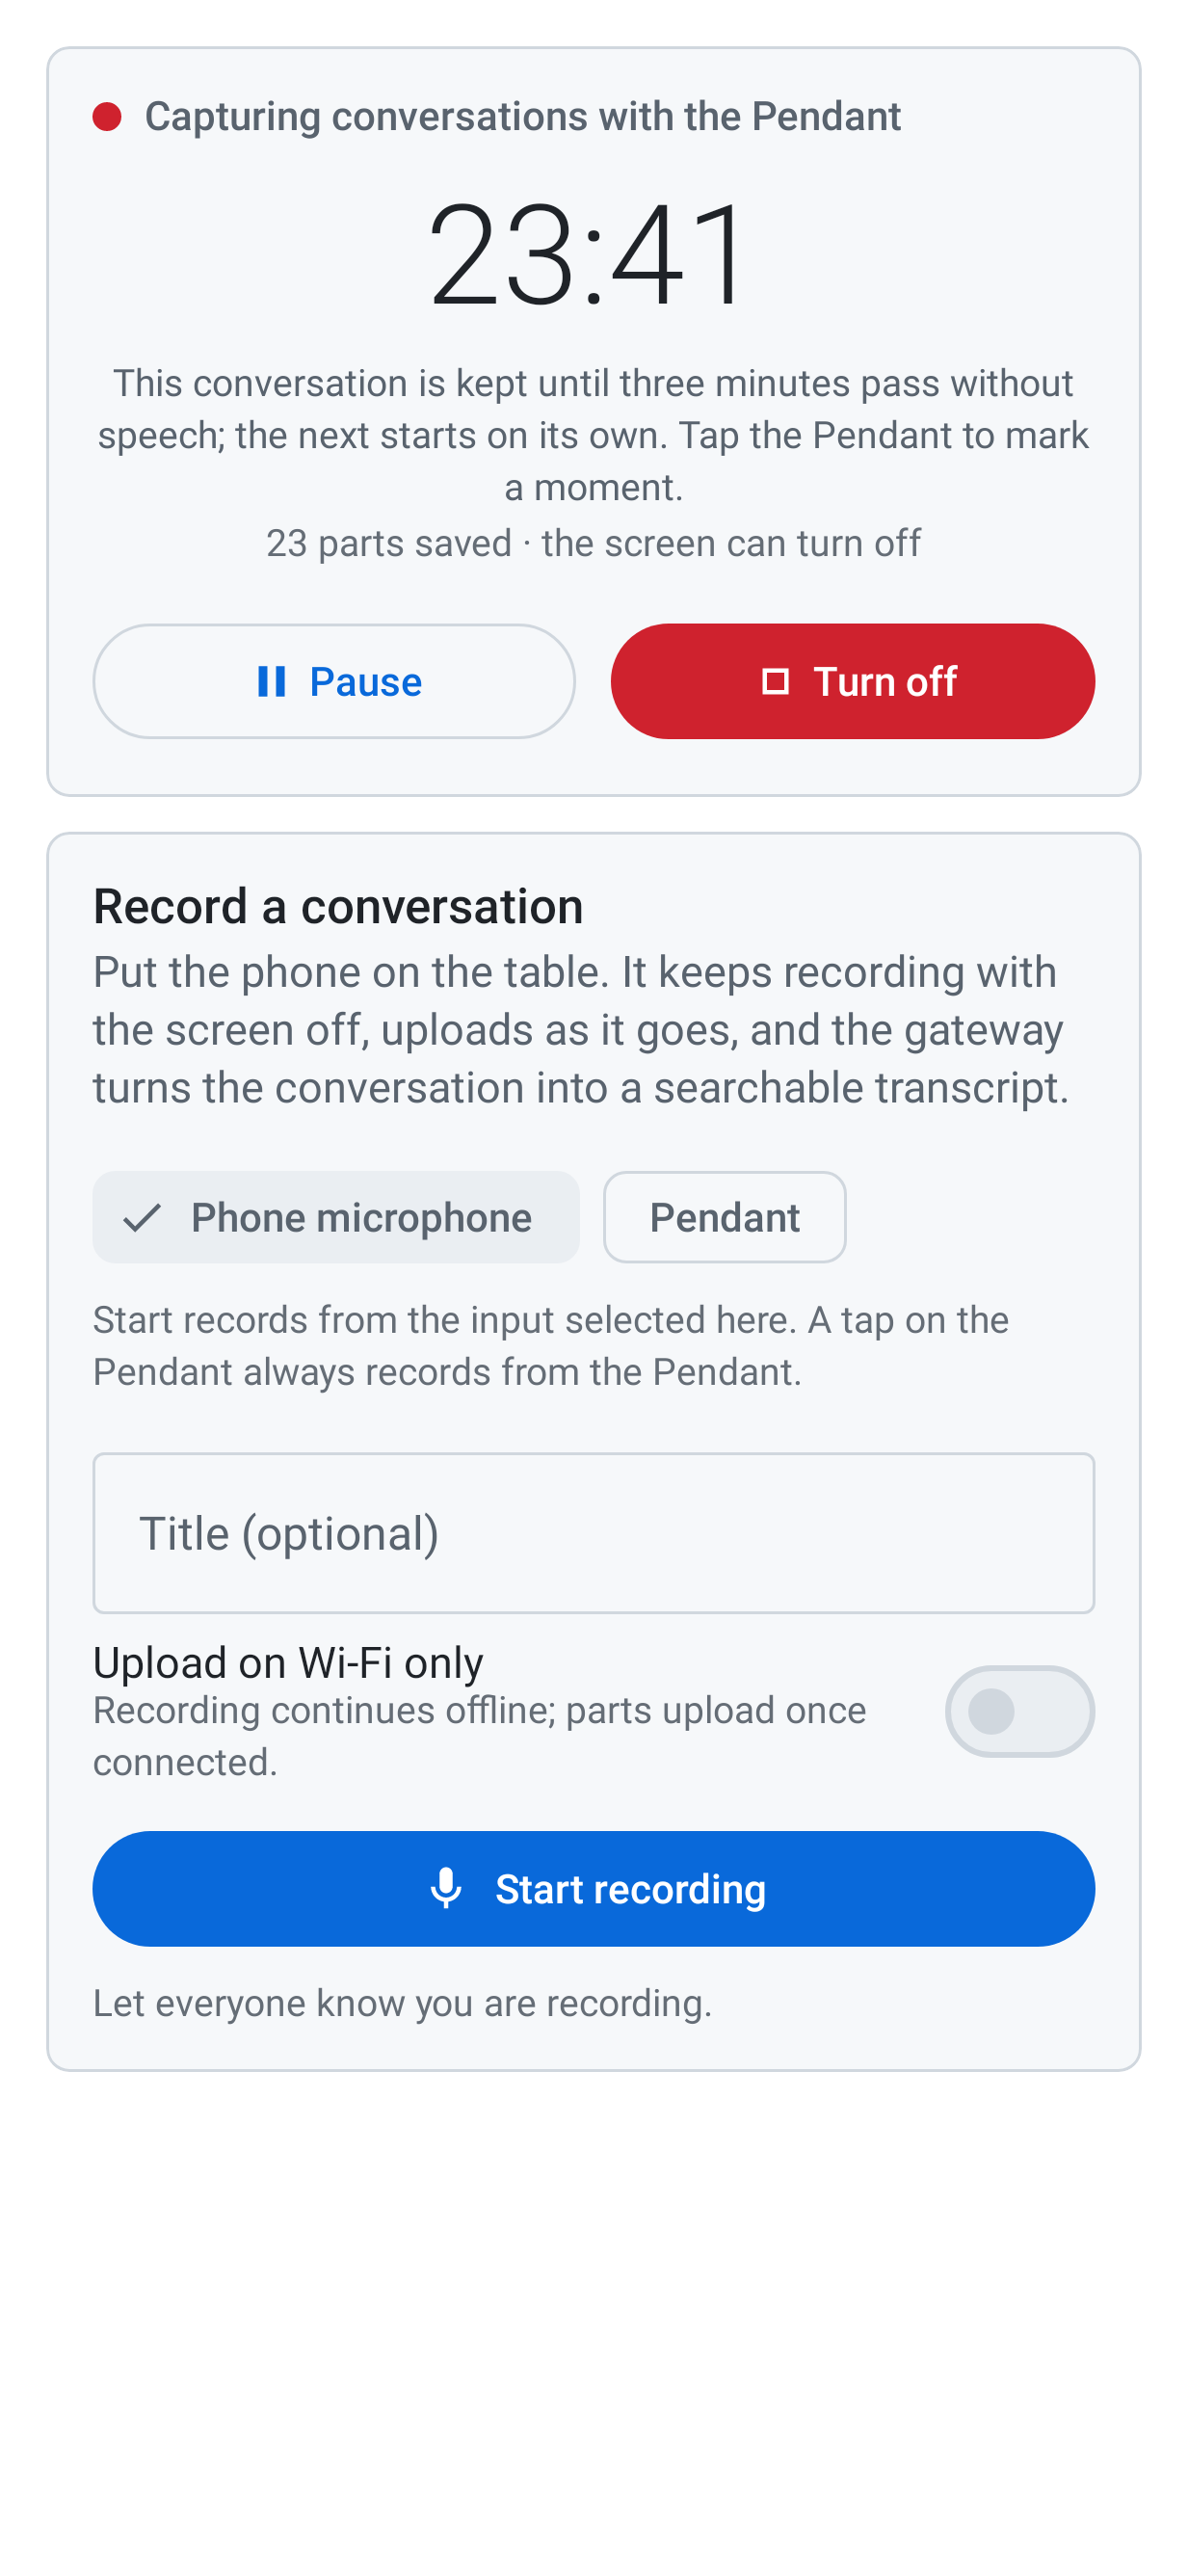 Capturing conversations with the Pendant
23:41
This conversation is kept until three minutes pass without
speech; the next starts on its own. Tap the Pendant to mark
a moment.
23 parts saved · the screen can turn off
Pause
Turn off
Record a conversation
Put the phone on the table. It keeps recording with
the screen off, uploads as it goes, and the gateway
turns the conversation into a searchable transcript.
Phone microphone
Pendant
Start records from the input selected here. A tap on the
Pendant always records from the Pendant.
Title (optional)
Upload on Wi-Fi only
Recording continues offline; parts upload once
connected.
Start recording
Let everyone know you are recording.